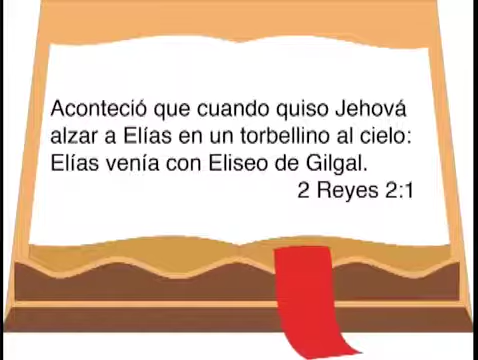 Aconteció que cuando quiso Jehová
alzar a Elías en un torbellino al cielo:
Elías venía con Eliseo de Gilgal.
2 Reyes 2:1